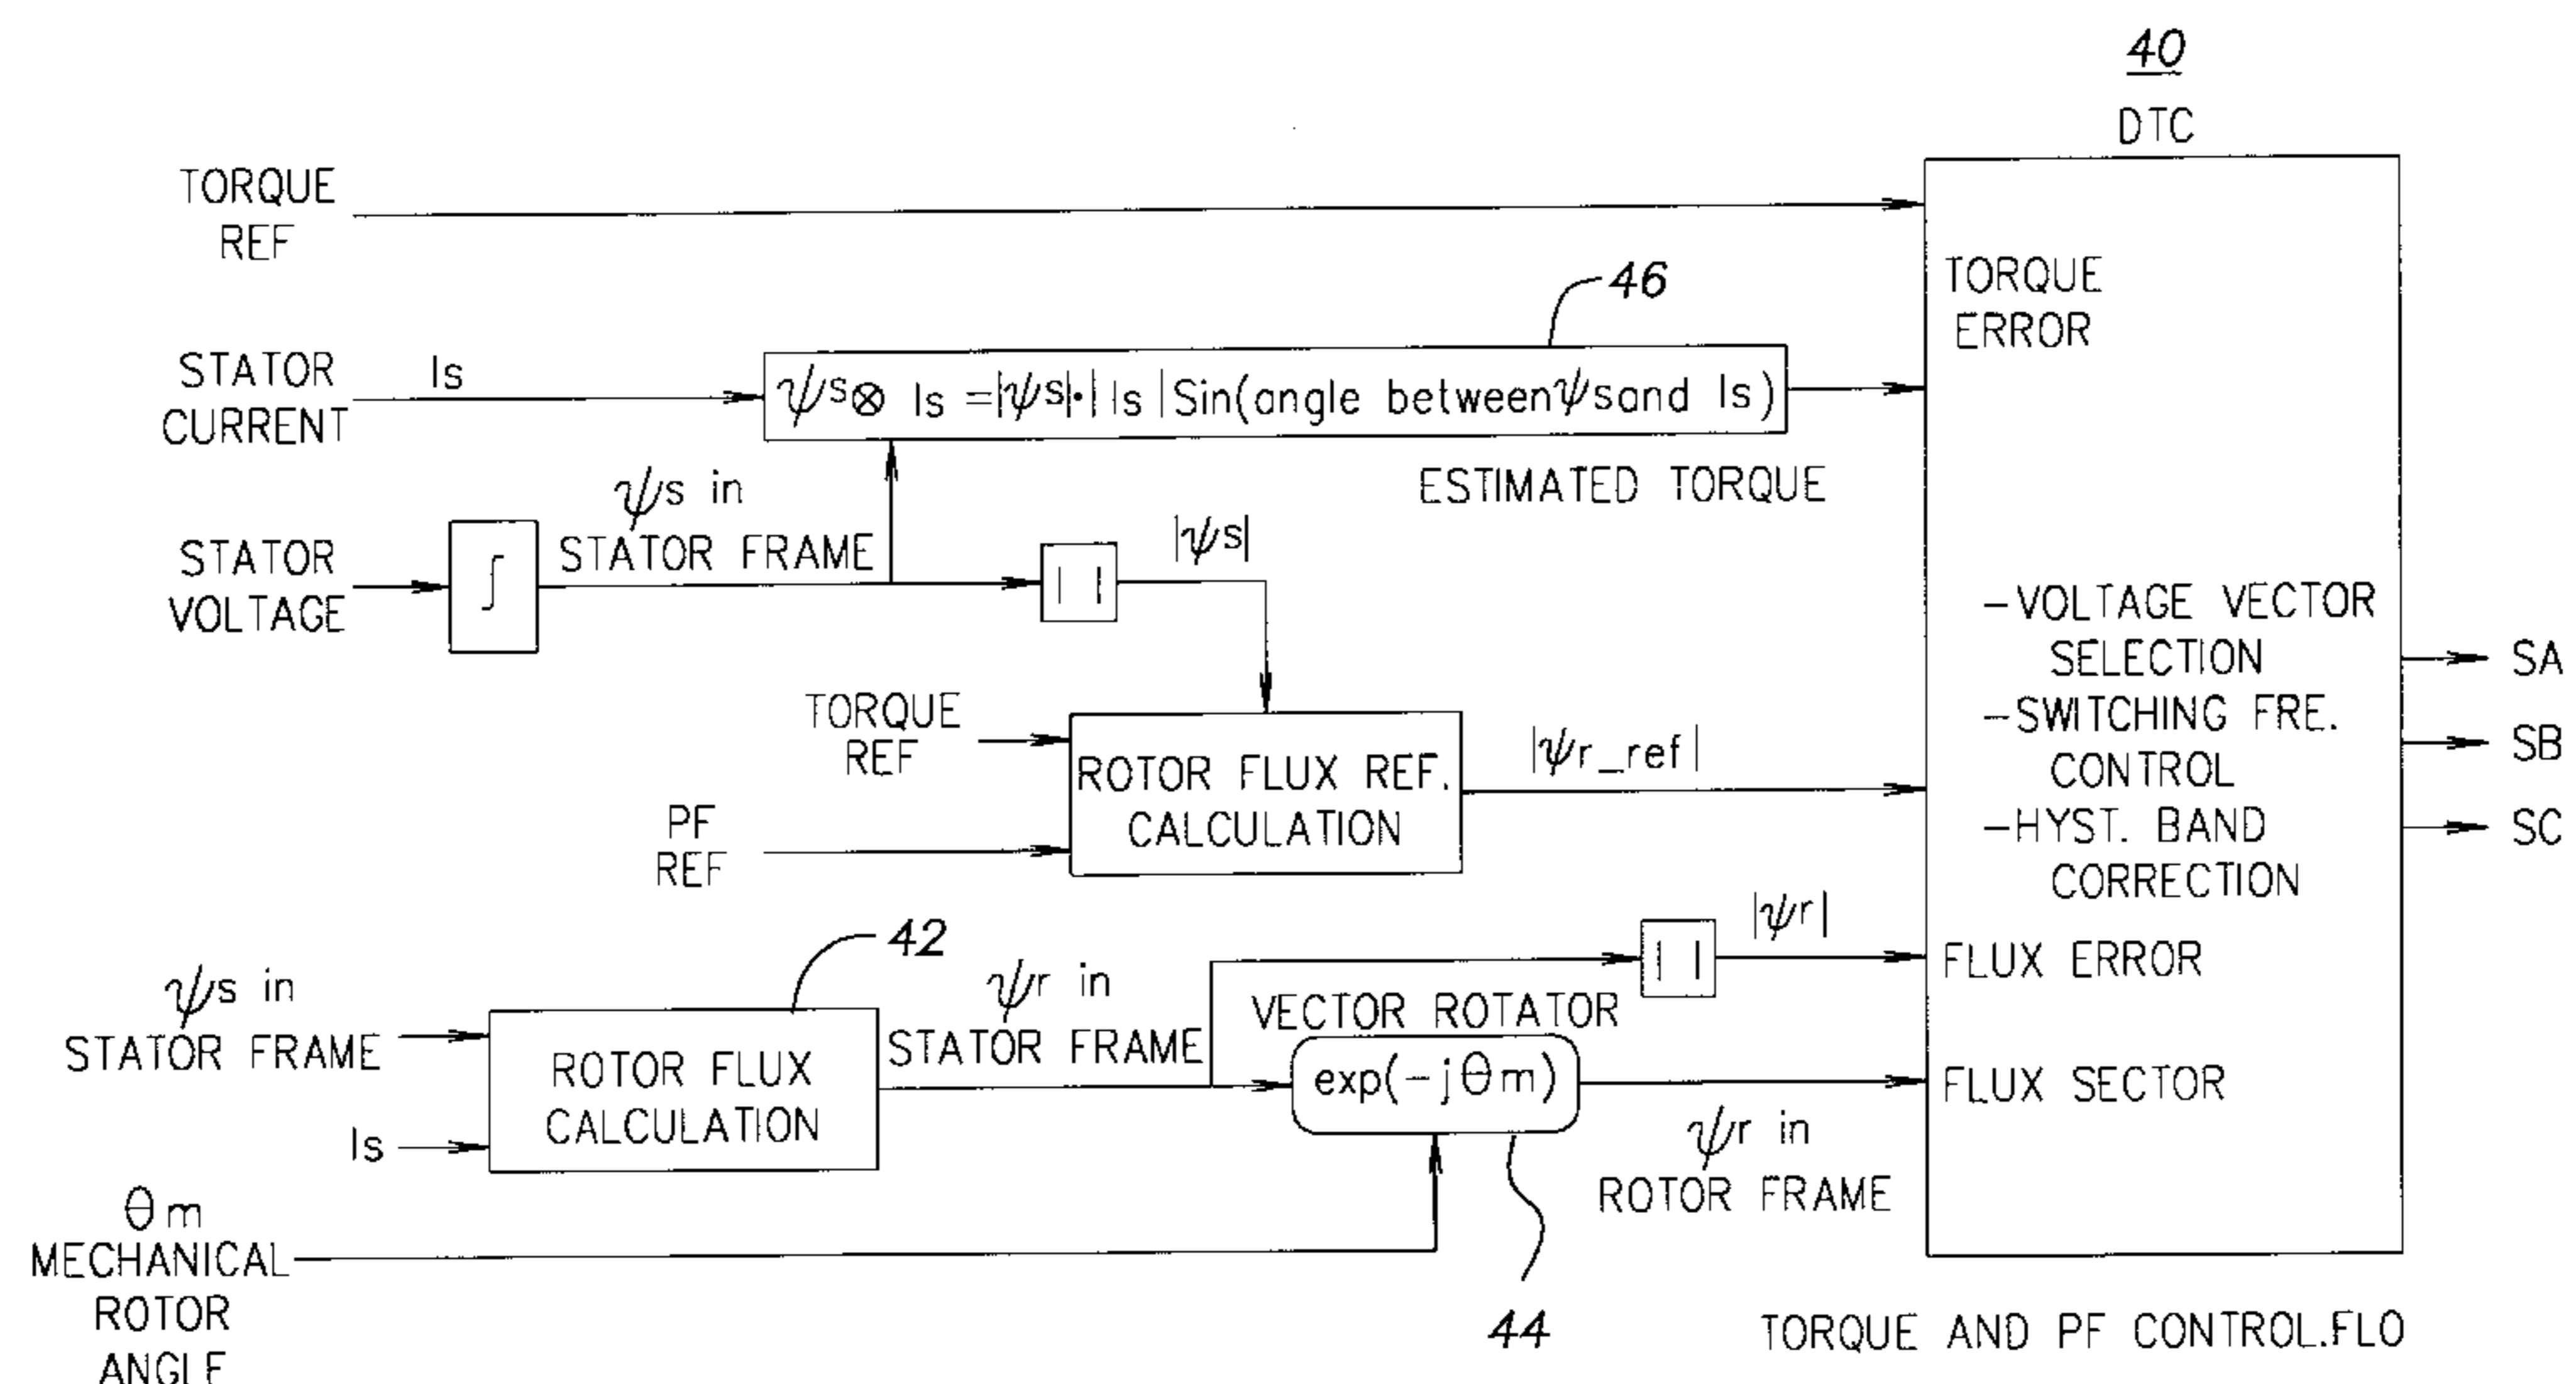 40
DTC
TORQUE
REF
46
TORQUE
ERROR
STATOR
CURRENT
Is
ψs ⊗ Is = |ψs|·| Is | Sin(angle between ψs and Is)
ESTIMATED TORQUE
ψs in
STATOR FRAME
|ψs|
STATOR
VOLTAGE
∫
| |
-VOLTAGE VECTOR
SELECTION
-SWITCHING FRE.
CONTROL
-HYST. BAND
CORRECTION
SA
SB
SC
TORQUE
REF
PF
REF
ROTOR FLUX REF.
CALCULATION
|ψr_ref|
42
ψs in
STATOR FRAME
Is
ROTOR FLUX
CALCULATION
ψr in
STATOR FRAME
| |
|ψr|
FLUX ERROR
VECTOR ROTATOR
exp(-jθm)
FLUX SECTOR
ψr in
ROTOR FRAME
θm
MECHANICAL
ROTOR
ANGLE
44
TORQUE AND PF CONTROL.FLO